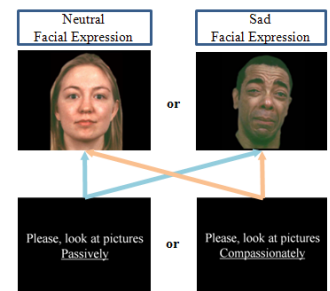 Neutral
Facial Expression
Sad
Facial Expression
or
Please, look at pictures
Passively
or
Please, look at pictures
Compassionately